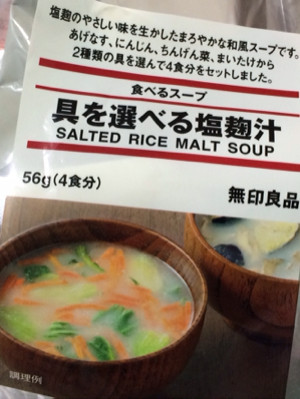 塩麹のやさしい味を生かしたまろやかな和風スープです。
あげなす、にんじん、ちんげん菜、まいたけから
2種類の具を選んで4食分をセットしました。
食べるスープ
具を選べる塩麹汁
SALTED RICE MALT SOUP
56g(4食分)
無印良品
調理例